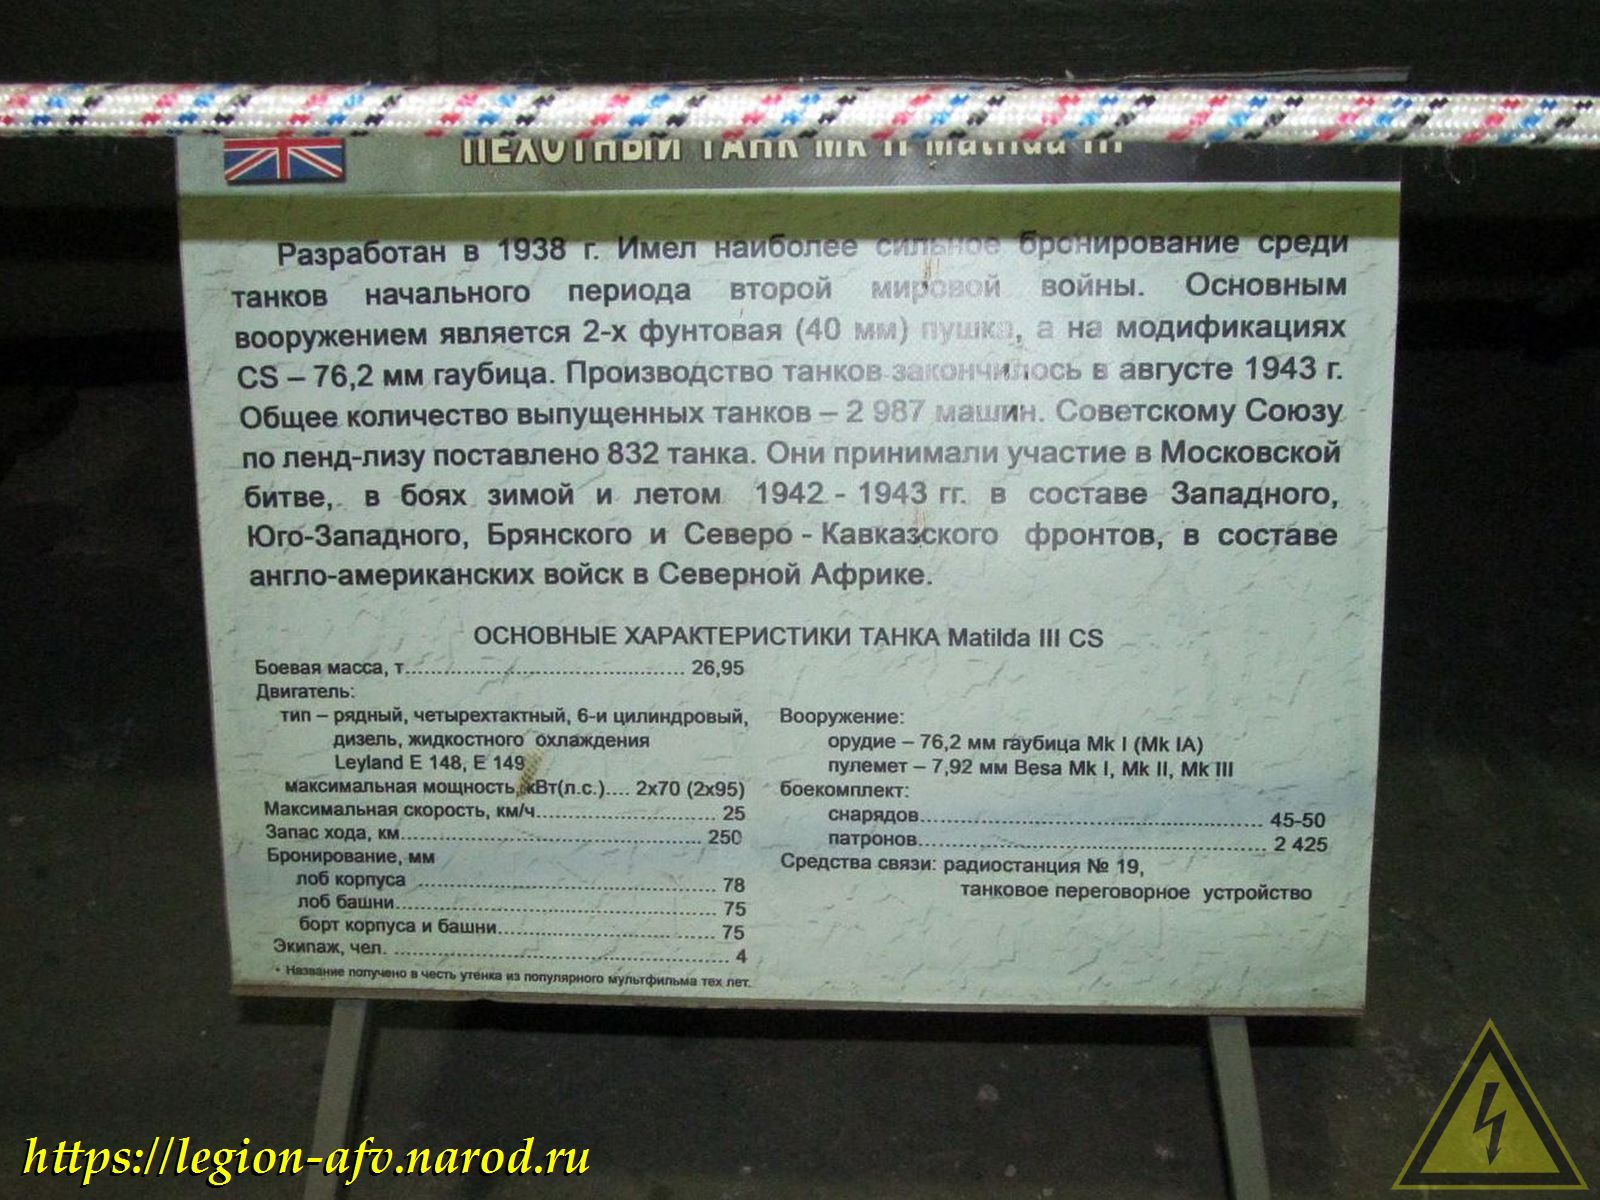 ПЕХОТНЫЙ ТАНК Mk II Matilda III
Разработан в 1938 г. Имел наиболее сильное бронирование среди
танков начального периода второй мировой войны. Основным
вооружением является 2-х фунтовая (40 мм) пушка, а на модификациях
CS – 76,2 мм гаубица. Производство танков закончилось в августе 1943 г.
Общее количество выпущенных танков – 2 987 машин. Советскому Союзу
по ленд-лизу поставлено 832 танка. Они принимали участие в Московской
битве, в боях зимой и летом 1942 - 1943 гг. в составе Западного,
Юго-Западного, Брянского и Северо - Кавказского фронтов, в составе
англо-американских войск в Северной Африке.
ОСНОВНЫЕ ХАРАКТЕРИСТИКИ ТАНКА Matilda III CS
Боевая масса, т........................................ 26,95
Двигатель:
тип – рядный, четырехтактный, 6-и цилиндровый,
дизель, жидкостного охлаждения
Leyland E 148, E 149
максимальная мощность, кВт(л.с.).... 2x70 (2x95)
Максимальная скорость, км/ч.............................. 25
Запас хода, км........................................... 250
Бронирование, мм
лоб корпуса ........................................... 78
лоб башни.............................................. 75
борт корпуса и башни............................... 75
Экипаж, чел. ................................................ 4
• Название получено в честь утенка из популярного мультфильма тех лет.
Вооружение:
орудие – 76,2 мм гаубица Mk I (Mk IA)
пулемет – 7,92 мм Besa Mk I, Mk II, Mk III
боекомплект:
снарядов.................................................. 45-50
патронов.................................................. 2 425
Средства связи: радиостанция № 19,
танковое переговорное устройство
https://legion-afv.narod.ru